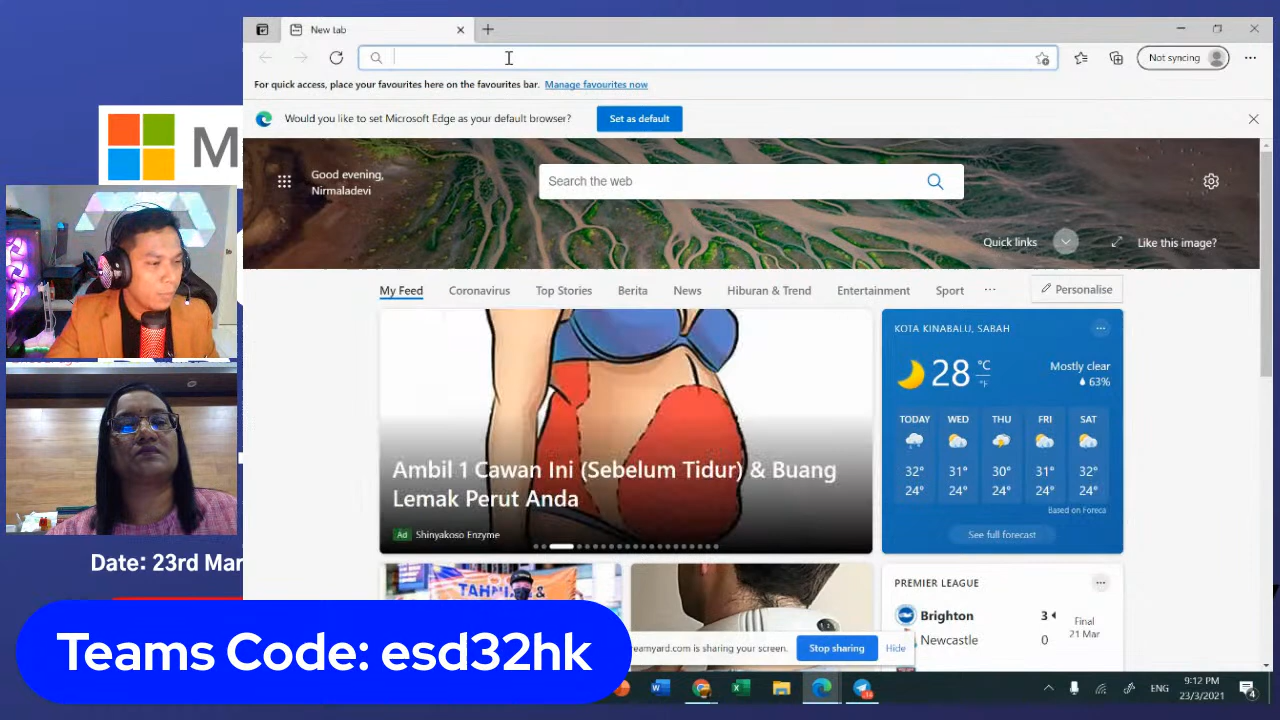 New tab
Not syncing
For quick access, place your favourites here on the favourites bar. Manage favourites now
Would you like to set Microsoft Edge as your default browser?
Set as default
M
Good evening,
Nirmaladevi
Search the web
Quick links
Like this image?
My Feed
Coronavirus
Top Stories
Berita
News
Hiburan & Trend
Entertainment
Sport
...
Personalise
Ambil 1 Cawan Ini (Sebelum Tidur) & Buang
Lemak Perut Anda
Ad Shinyakoso Enzyme
KOTA KINABALU, SABAH
28 °C
°F
Mostly clear
63%
TODAY WED THU FRI SAT
32° 31° 30° 31° 32°
24° 24° 24° 24° 24°
Based on Foreca
See full forecast
PREMIER LEAGUE
Brighton 3
Newcastle 0
Final
21 Mar
Date: 23rd Mar
Teams Code: esd32hk
eamyard.com is sharing your screen.
Stop sharing
Hide
ENG
9:12 PM
23/3/2021
4